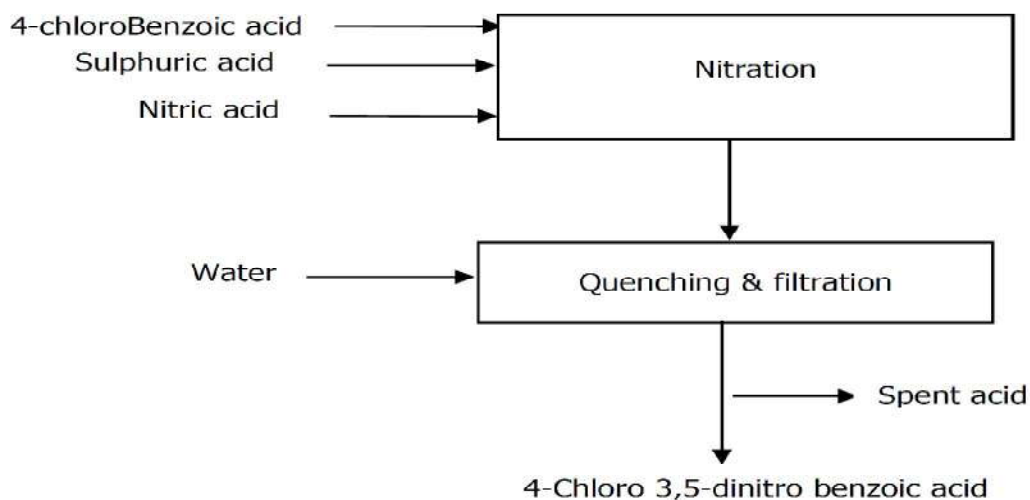 4-chloroBenzoic acid
Sulphuric acid
Nitric acid
Nitration
Water
Quenching & filtration
Spent acid
4-Chloro 3,5-dinitro benzoic acid